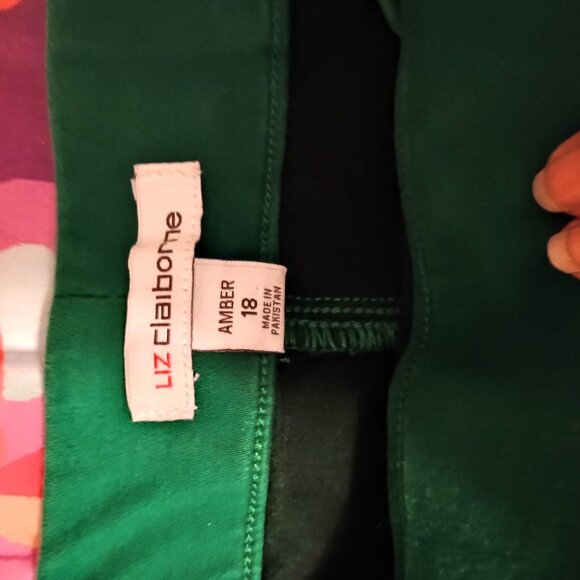 LIZ claiborne
AMBER
18
MADE IN
PAKISTAN